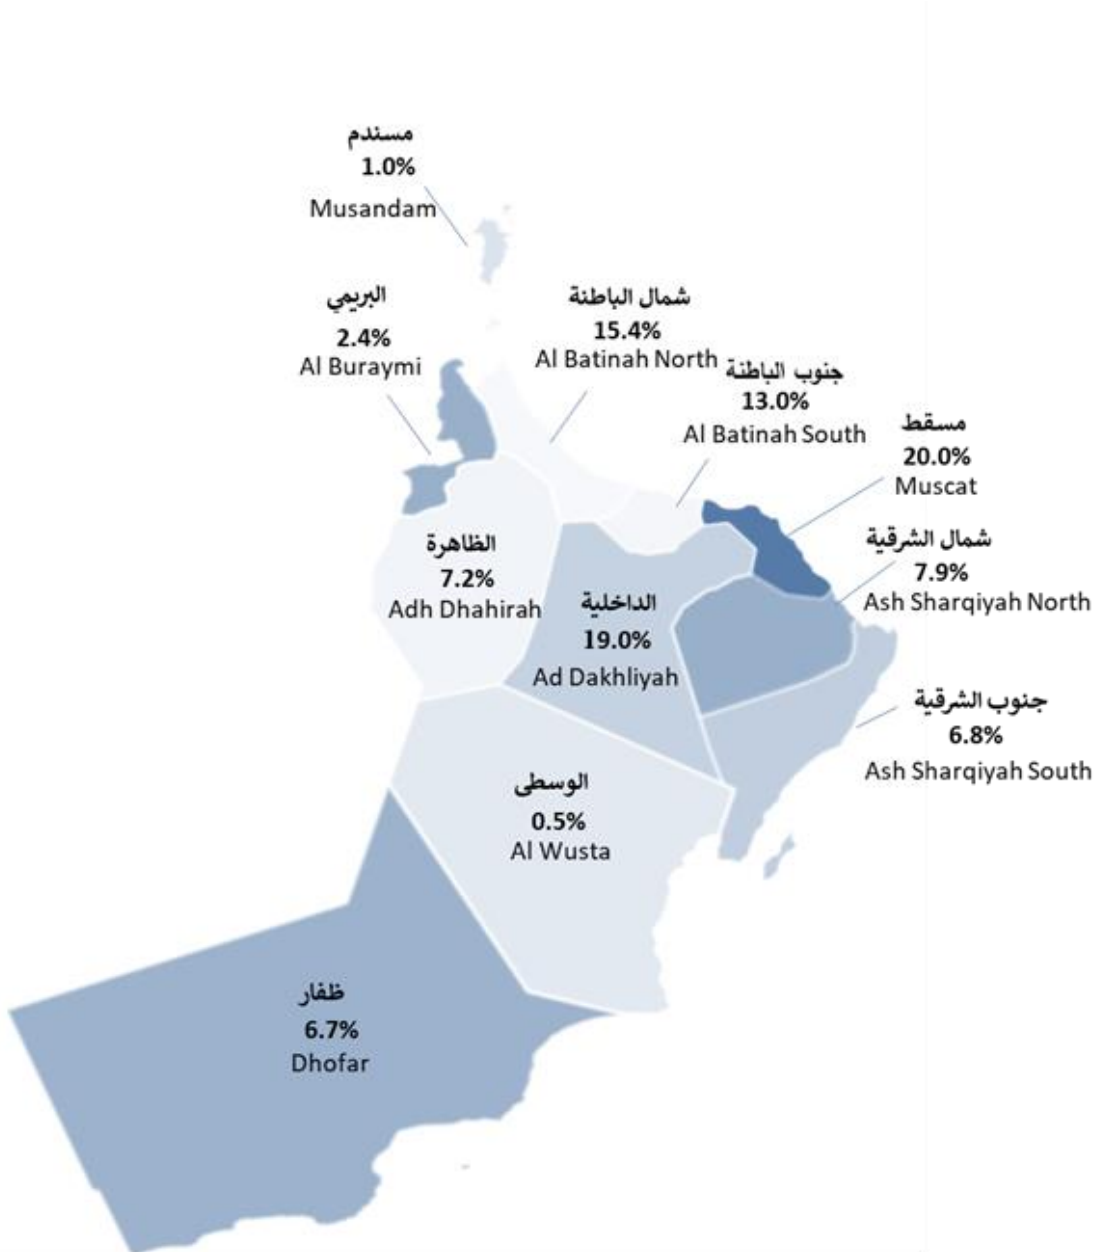 مسندم
1.0%
Musandam
البريمي
2.4%
Al Buraymi
شمال الباطنة
15.4%
Al Batinah North
جنوب الباطنة
13.0%
Al Batinah South
مسقط
20.0%
Muscat
شمال الشرقية
7.9%
Ash Sharqiyah North
الظاهرة
7.2%
Adh Dhahirah
الداخلية
19.0%
Ad Dakhliyah
جنوب الشرقية
6.8%
Ash Sharqiyah South
الوسطى
0.5%
Al Wusta
ظفار
6.7%
Dhofar